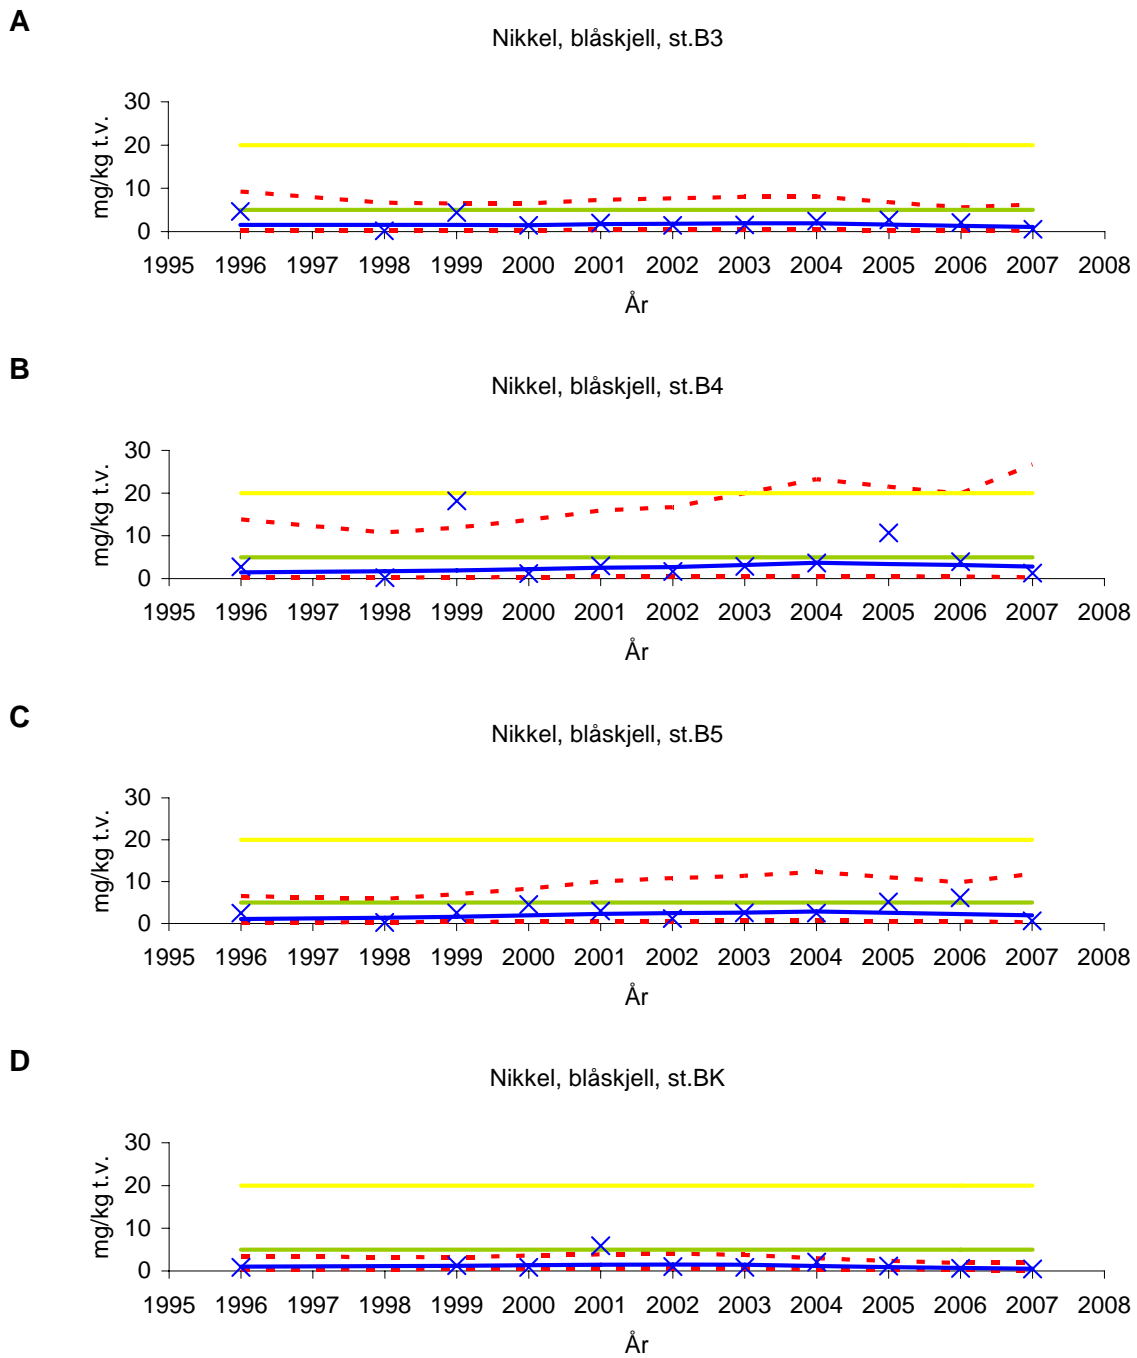 A
Nikkel, blåskjell, st.B3
mg/kg t.v.
30
20
10
0
1995 1996 1997 1998 1999 2000 2001 2002 2003 2004 2005 2006 2007 2008
År
B
Nikkel, blåskjell, st.B4
mg/kg t.v.
30
20
10
0
1995 1996 1997 1998 1999 2000 2001 2002 2003 2004 2005 2006 2007 2008
År
C
Nikkel, blåskjell, st.B5
mg/kg t.v.
30
20
10
0
1995 1996 1997 1998 1999 2000 2001 2002 2003 2004 2005 2006 2007 2008
År
D
Nikkel, blåskjell, st.BK
mg/kg t.v.
30
20
10
0
1995 1996 1997 1998 1999 2000 2001 2002 2003 2004 2005 2006 2007 2008
År